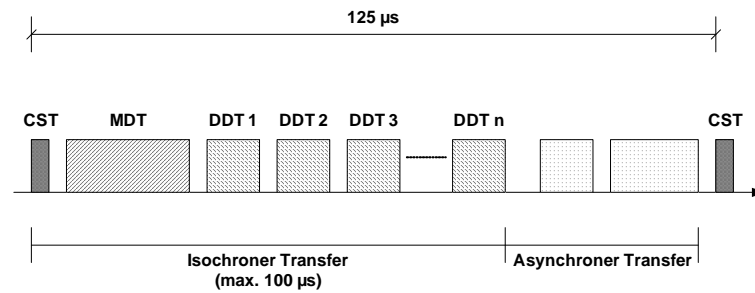 125 µs
CST MDT DDT 1 DDT 2 DDT 3 DDT n CST
Isochroner Transfer Asynchroner Transfer
(max. 100 µs)